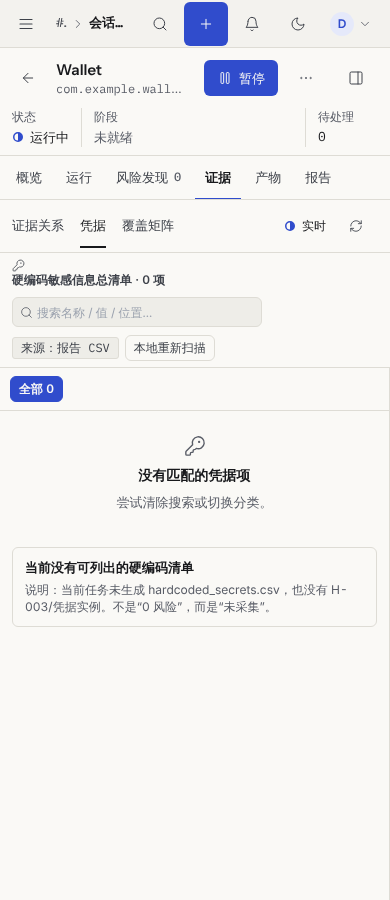 #. 会话...
D
Wallet
com.example.wall...
暂停
状态
运行中
阶段
未就绪
待处理
0
概览 运行 风险发现 0 证据 产物 报告
证据关系 凭据 覆盖矩阵 实时
硬编码敏感信息总清单 · 0 项
搜索名称 / 值 / 位置...
来源：报告 CSV 本地重新扫描
全部 0
没有匹配的凭据项
尝试清除搜索或切换分类。
当前没有可列出的硬编码清单
说明：当前任务未生成 hardcoded_secrets.csv，也没有 H-
003/凭据实例。不是“0 风险”，而是“未采集”。